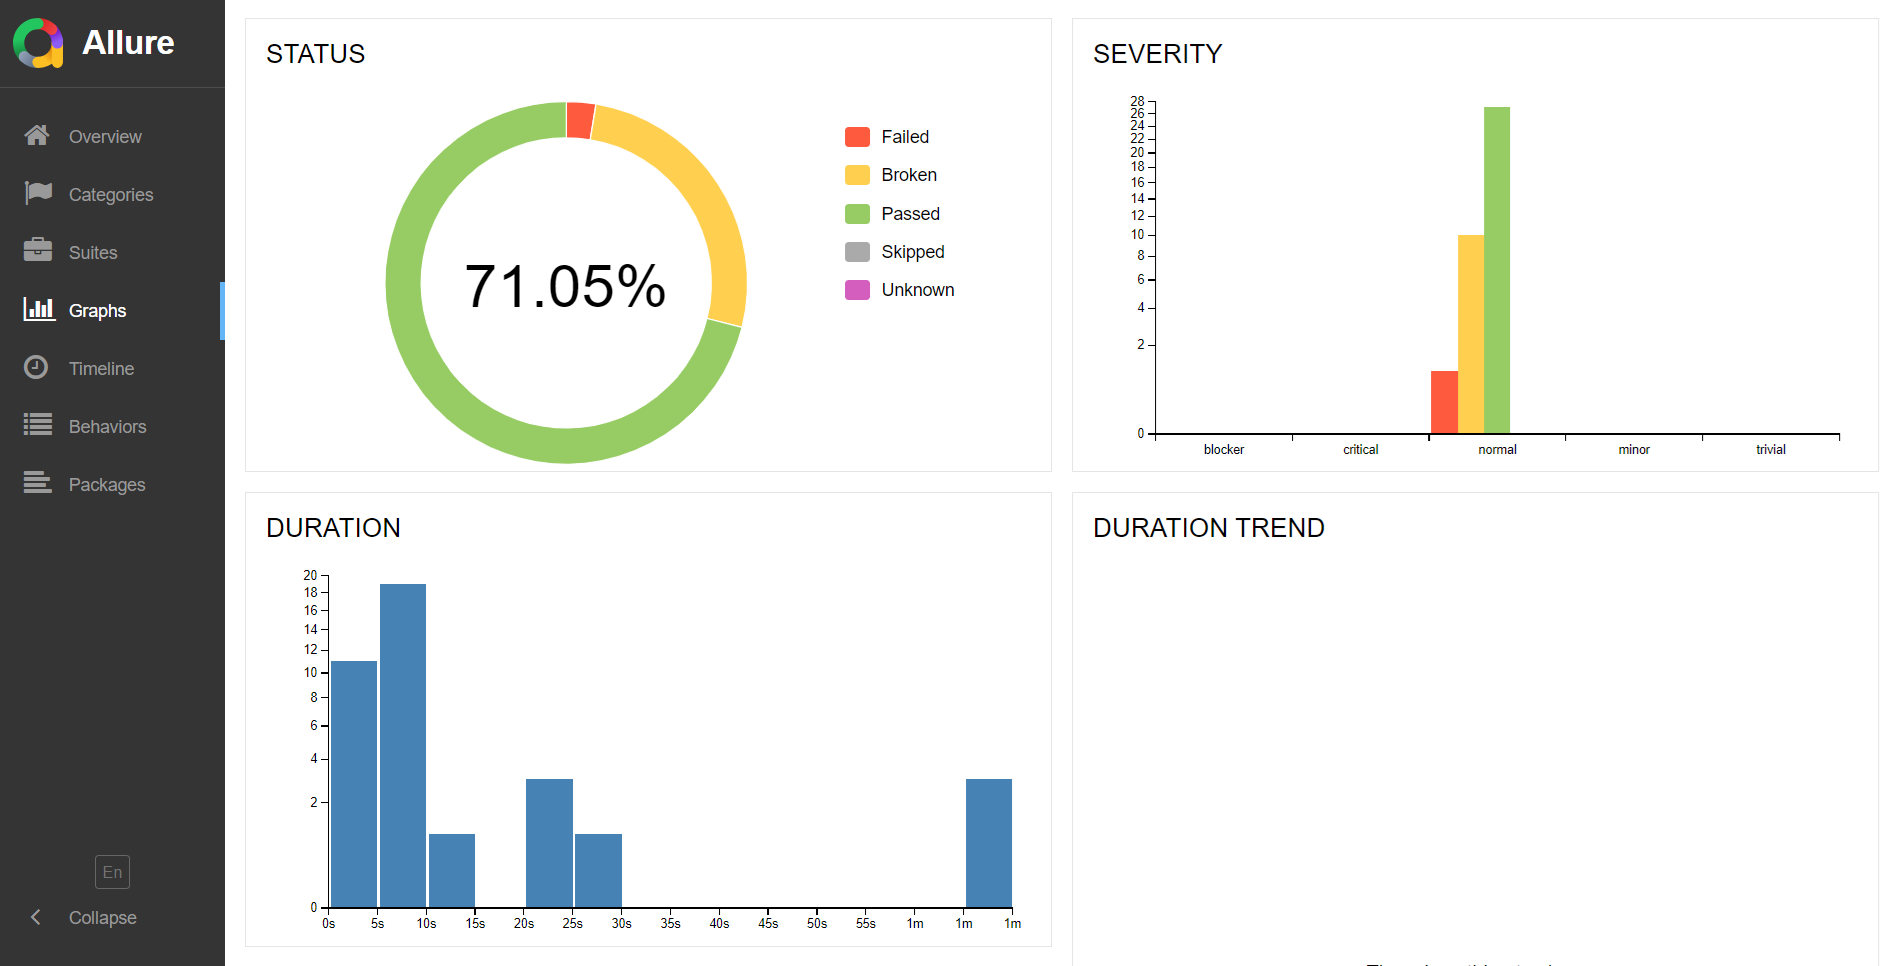 Allure
Overview
Categories
Suites
Graphs
Timeline
Behaviors
Packages
En
Collapse
STATUS
71.05%
Failed
Broken
Passed
Skipped
Unknown
SEVERITY
28
26
24
22
20
18
16
14
12
10
8
6
4
2
0
blocker critical normal minor trivial
DURATION
20
18
16
14
12
10
8
6
4
2
0
0s 5s 10s 15s 20s 25s 30s 35s 40s 45s 50s 55s 1m 1m 1m
DURATION TREND